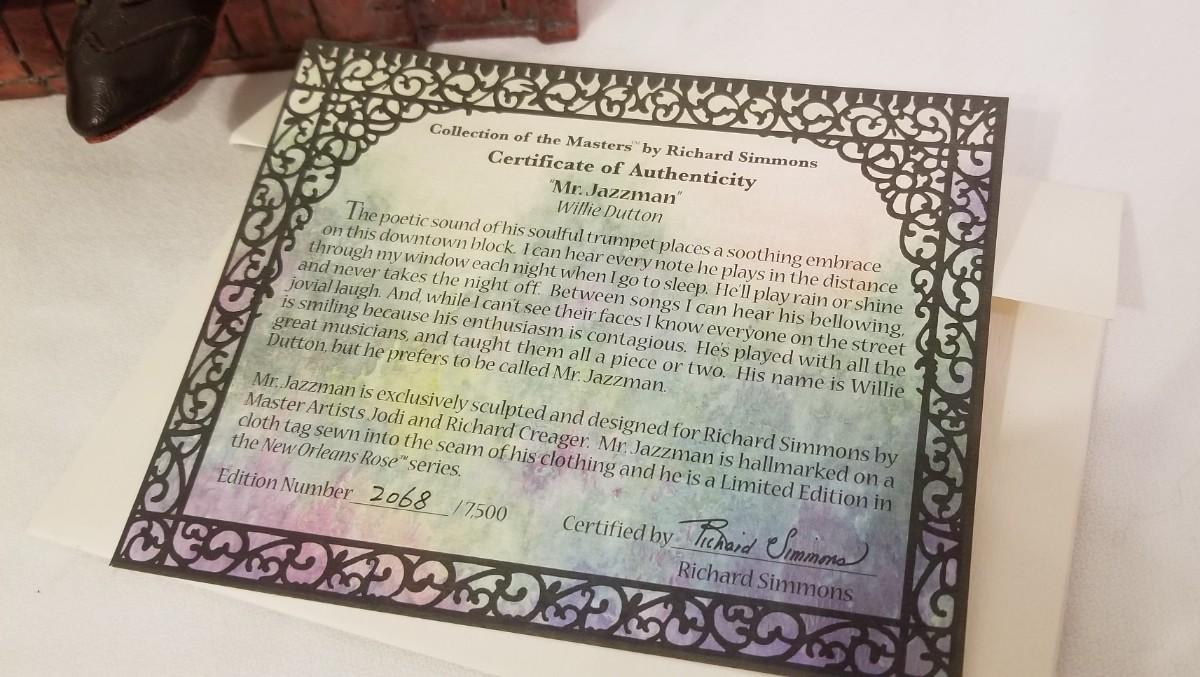 Collection of the Masters™ by Richard Simmons
Certificate of Authenticity
"Mr. Jazzman"
Willie Dutton
The poetic sound of his soulful trumpet places a soothing embrace
on this downtown block. I can hear every note he plays in the distance
through my window each night when I go to sleep. He'll play rain or shine
and never takes the night off. Between songs I can hear his bellowing,
jovial laugh. And, while I can't see their faces I know everyone on the street
is smiling because his enthusiasm is contagious. He's played with all the
great musicians, and taught them all a piece or two. His name is Willie
Dutton, but he prefers to be called Mr. Jazzman.
Mr. Jazzman is exclusively sculpted and designed for Richard Simmons by
Master Artists Jodi and Richard Creager. Mr. Jazzman is hallmarked on a
cloth tag sewn into the seam of his clothing and he is a Limited Edition in
the New Orleans Rose™ series.
Edition Number 2068 /7,500
Certified by Richard Simmons
Richard Simmons